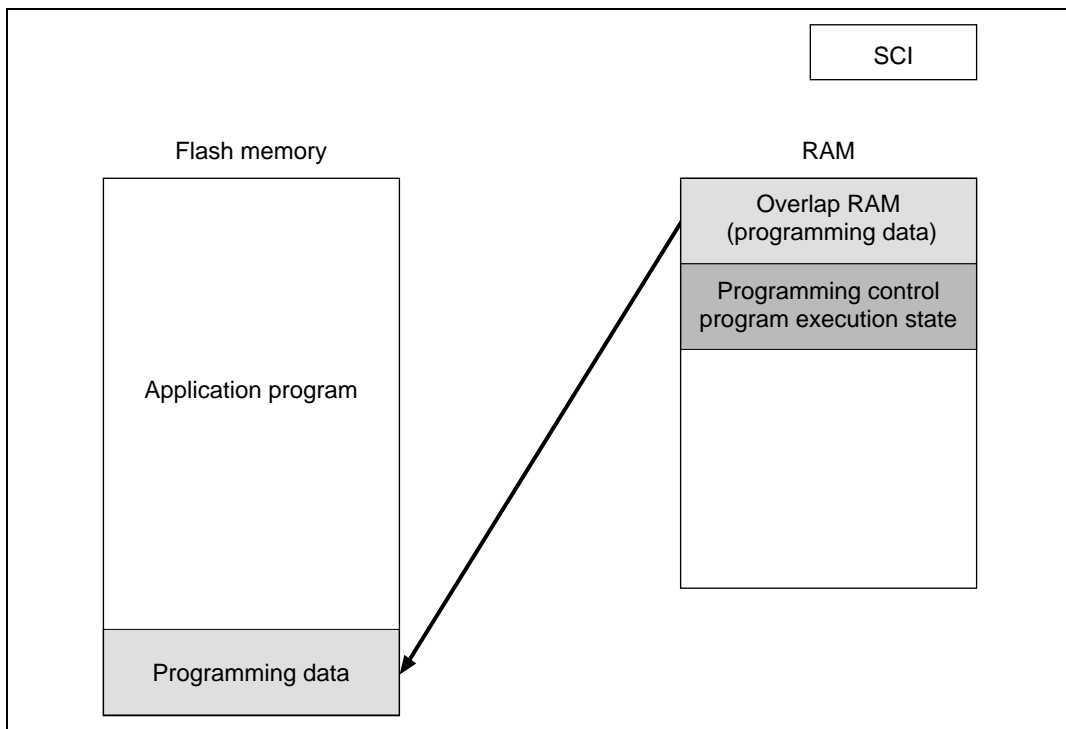 SCI
Flash memory
RAM
Overlap RAM
(programming data)
Programming control
program execution state
Application program
Programming data